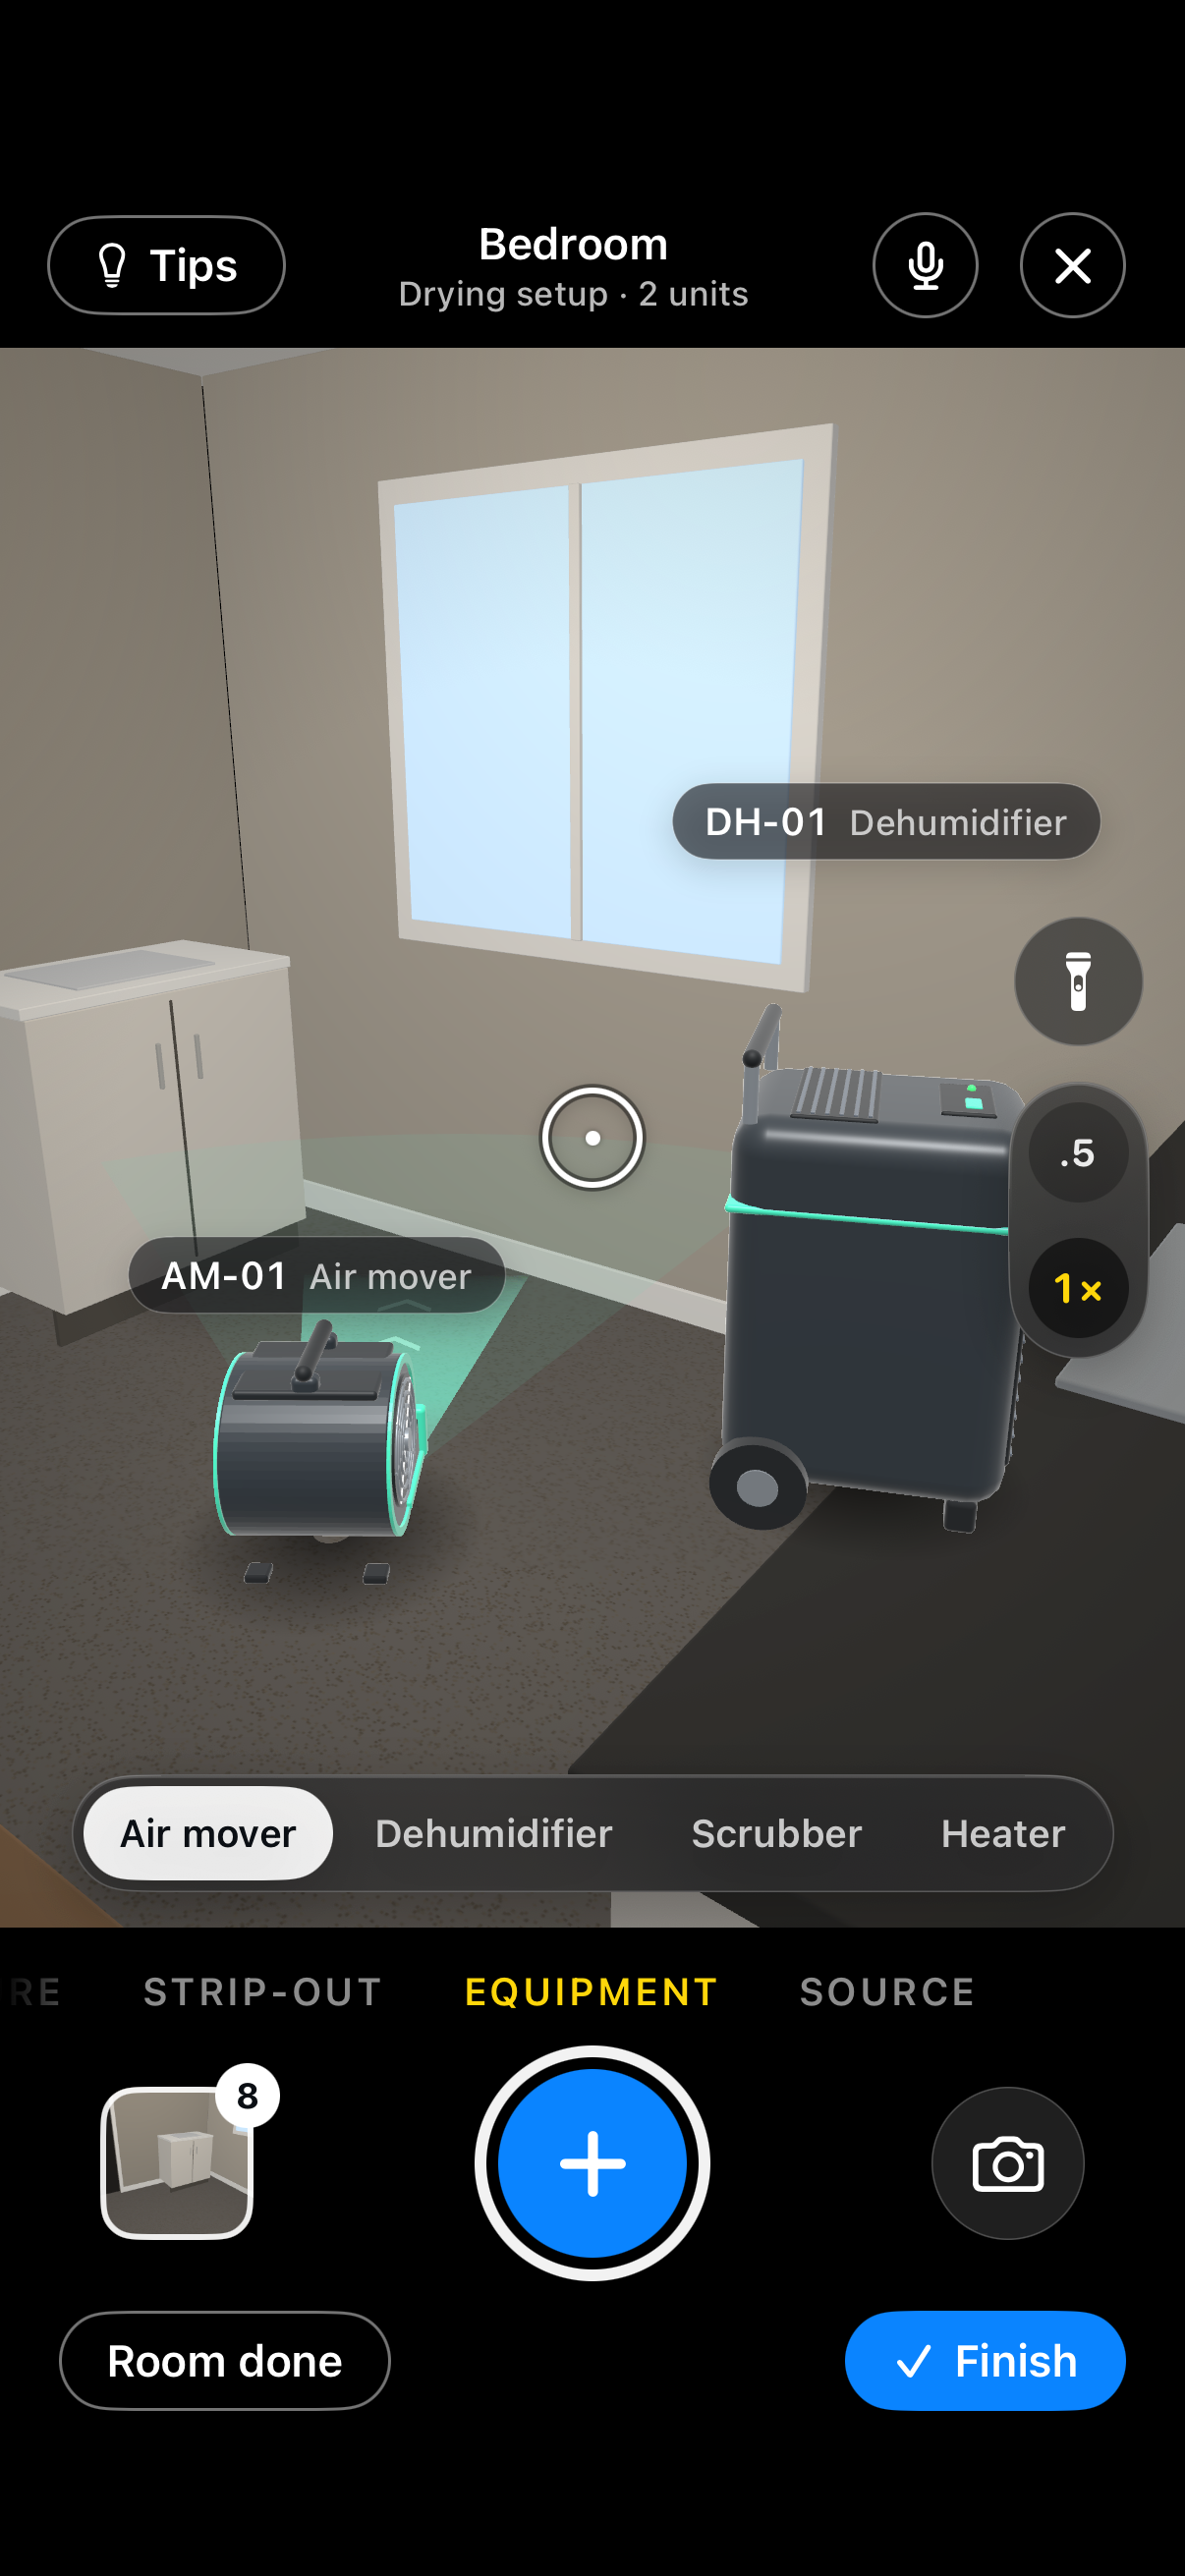 Tips
Bedroom
Drying setup · 2 units
DH-01 Dehumidifier
.5
1×
AM-01 Air mover
Air mover Dehumidifier Scrubber Heater
RE STRIP-OUT EQUIPMENT SOURCE
8
Room done
Finish